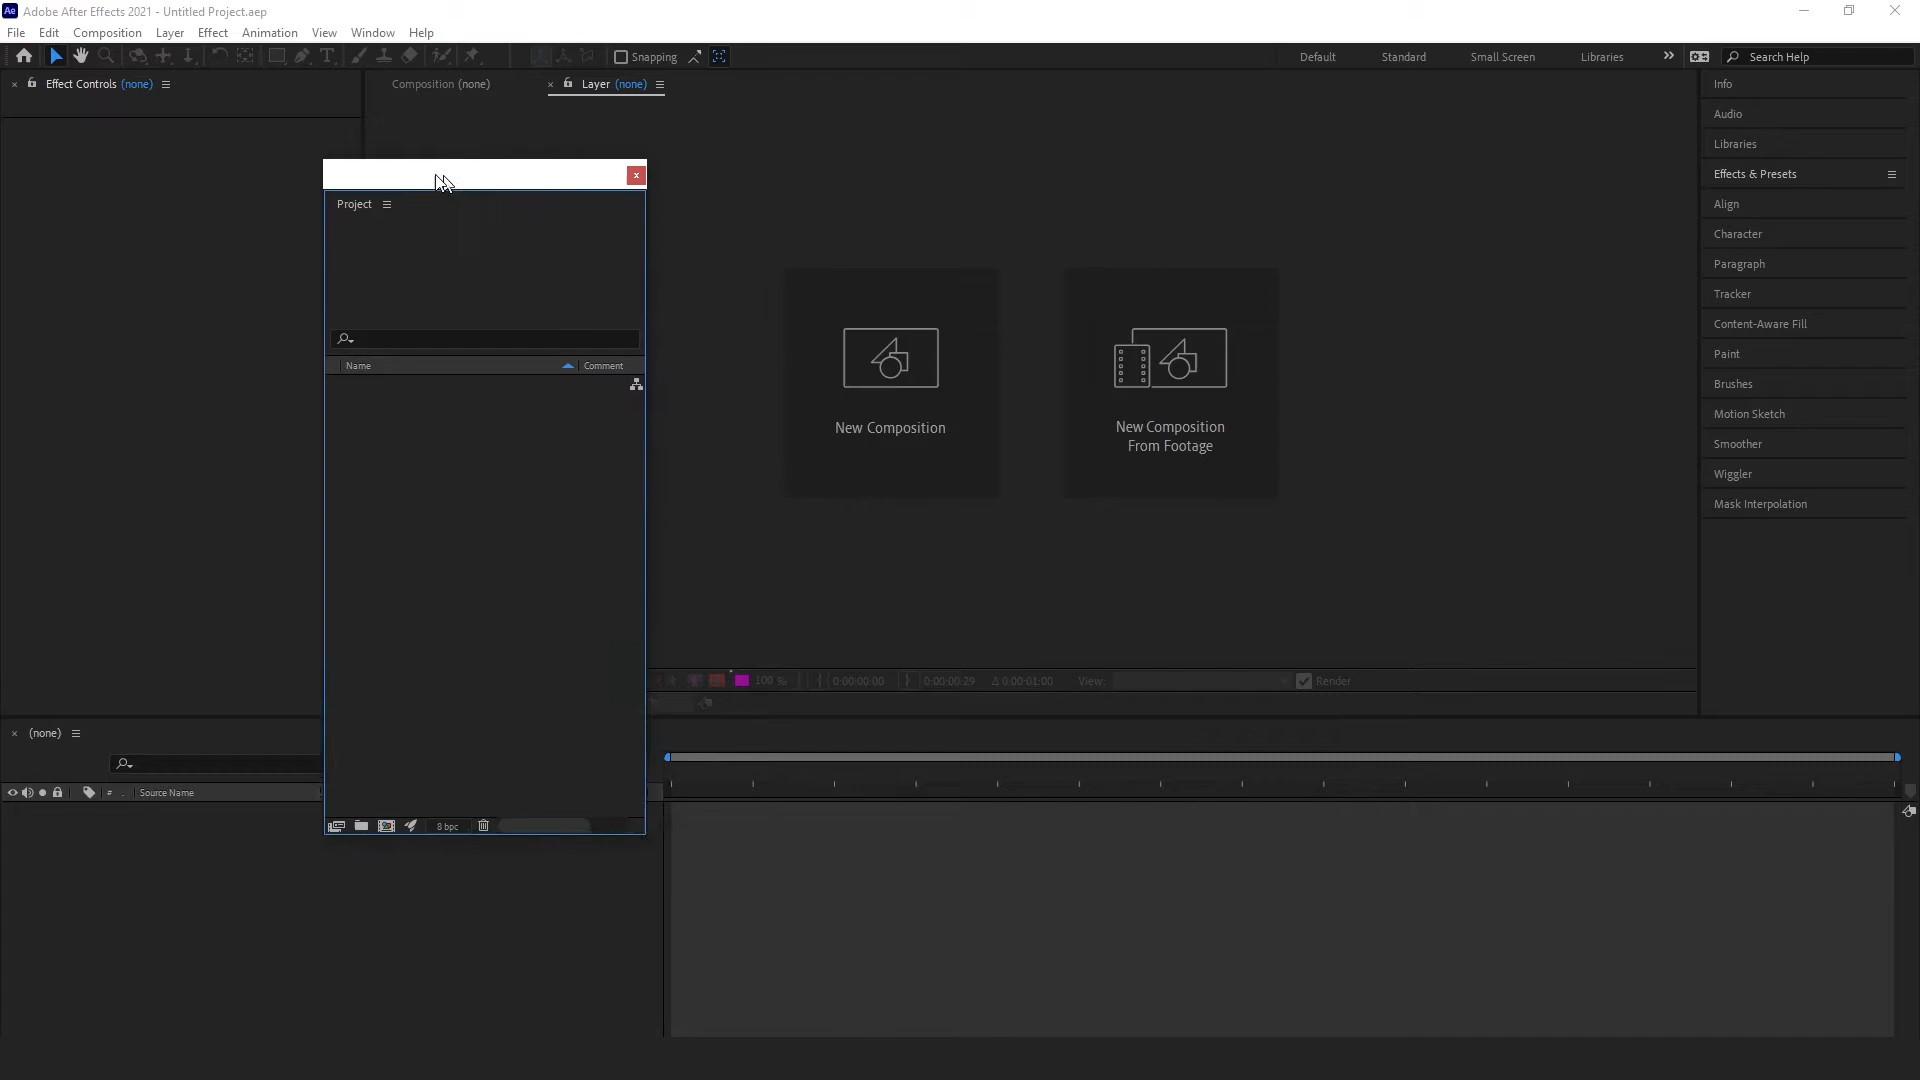 Ae Adobe After Effects 2021 - Untitled Project.aep
File Edit Composition Layer Effect Animation View Window Help
Snapping Default Standard Small Screen Libraries Search Help
× Effect Controls (none)
Composition (none)
× Layer (none)
Info
Audio
Libraries
Effects & Presets
Align
Character
Paragraph
Tracker
Content-Aware Fill
Paint
Brushes
Motion Sketch
Smoother
Wiggler
Mask Interpolation
x
Project
Name Comment
8 bpc
New Composition
New Composition
From Footage
100 % 0:00:00:00 0:00:00:29 Δ 0:00:01:00 View: Render
× (none)
# . Source Name